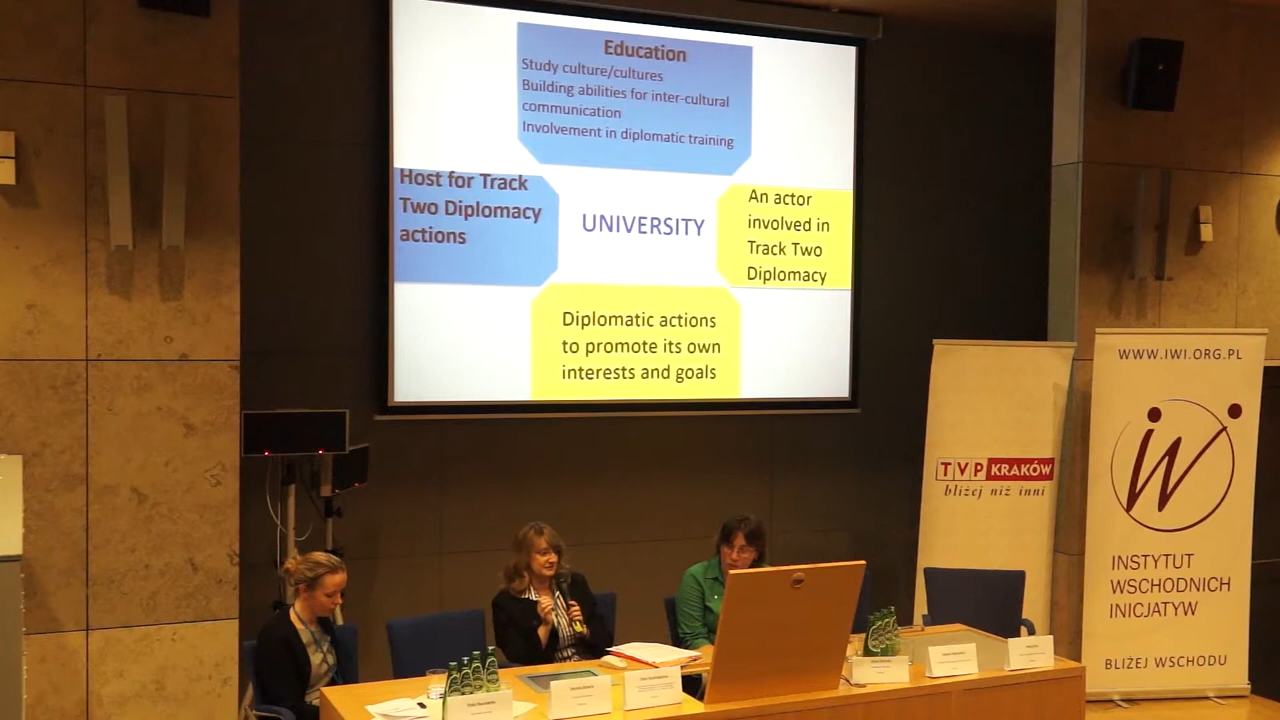 Education
Study culture/cultures
Building abilities for inter-cultural
communication
Involvement in diplomatic training
Host for Track
Two Diplomacy
actions
UNIVERSITY
An actor
involved in
Track Two
Diplomacy
Diplomatic actions
to promote its own
interests and goals
TVP KRAKÓW
bliżej niż inni
WWW.IWI.ORG.PL
iwi
INSTYTUT
WSCHODNICH
INICJATYW
BLIŻEJ WSCHODU